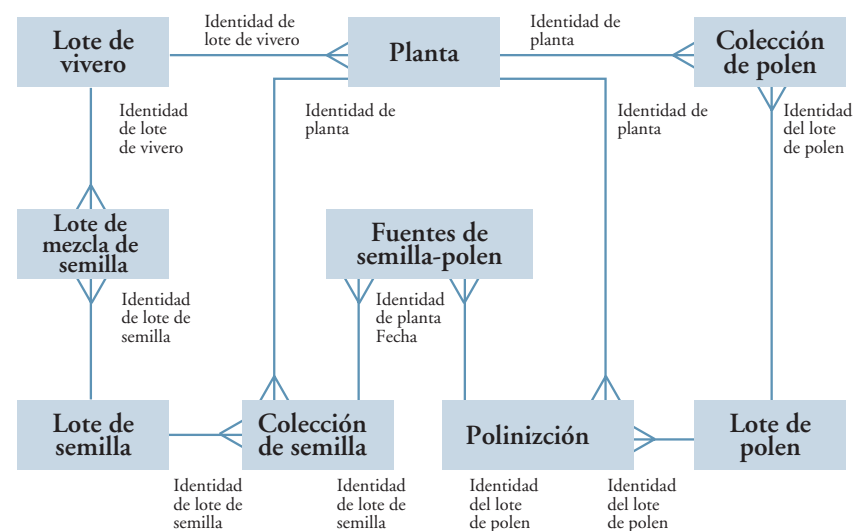 Lote de
vivero
Identidad de
lote de vivero
Planta
Identidad de
planta
Colección
de polen
Identidad
de lote
de vivero
Identidad de
planta
Identidad de
planta
Identidad
del lote
de polen
Lote de
mezcla de
semilla
Fuentes de
semilla-polen
Identidad
de lote de
semilla
Identidad
de planta
Fecha
Lote de
semilla
Colección
de semilla
Polinizción
Lote de
polen
Identidad
de lote de
semilla
Identidad
de lote de
semilla
Identidad
del lote
de polen
Identidad
del lote
de polen